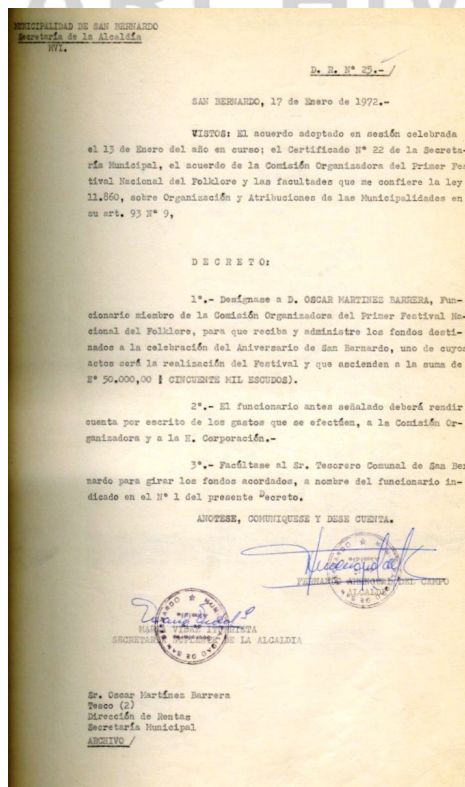 MUNICIPALIDAD DE SAN BERNARDO
Secretaría de la Alcaldía
MVI.
D. R. N° 25.-/
SAN BERNARDO, 17 de Enero de 1972.-
VISTOS: El acuerdo adoptado en sesión celebrada
el 13 de Enero del año en curso; el Certificado N° 22 de la Secreta-
ría Municipal, el acuerdo de la Comisión Organizadora del Primer Fes
tival Nacional del Folklore y las facultades que me confiere la ley
11.860, sobre Organización y Atribuciones de las Municipalidades en
su art. 93 N° 9,
D E C R E T O:
1°.- Desígnase a D. OSCAR MARTINEZ BARRERA, Fun-
cionario miembro de la Comisión Organizadora del Primer Festival Na-
cional del Folklore, para que reciba y administre los fondos desti-
nados a la celebración del Aniversario de San Bernardo, uno de cuyos
actos será la realización del Festival y que ascienden a la suma de
E° 50.000,00 ( CINCUENTE MIL ESCUDOS).
2°.- El funcionario antes señalado deberá rendir
cuenta por escrito de los gastos que se efectúen, a la Comisión Or-
ganizadora y a la H. Corporación.-
3°.- Facúltase al Sr. Tesorero Comunal de San Ber
nardo para girar los fondos acordados, a nombre del funcionario in-
dicado en el N° 1 del presente Decreto.
ANOTESE, COMUNIQUESE Y DESE CUENTA.
FERNANDO DEL CAMPO
ALCALDE
MARIA VIDAL
SECRETARIA SUPLENTE DE LA ALCALDIA
Sr. Oscar Martínez Barrera
Tesco (2)
Dirección de Rentas
Secretaría Municipal
ARCHIVO /